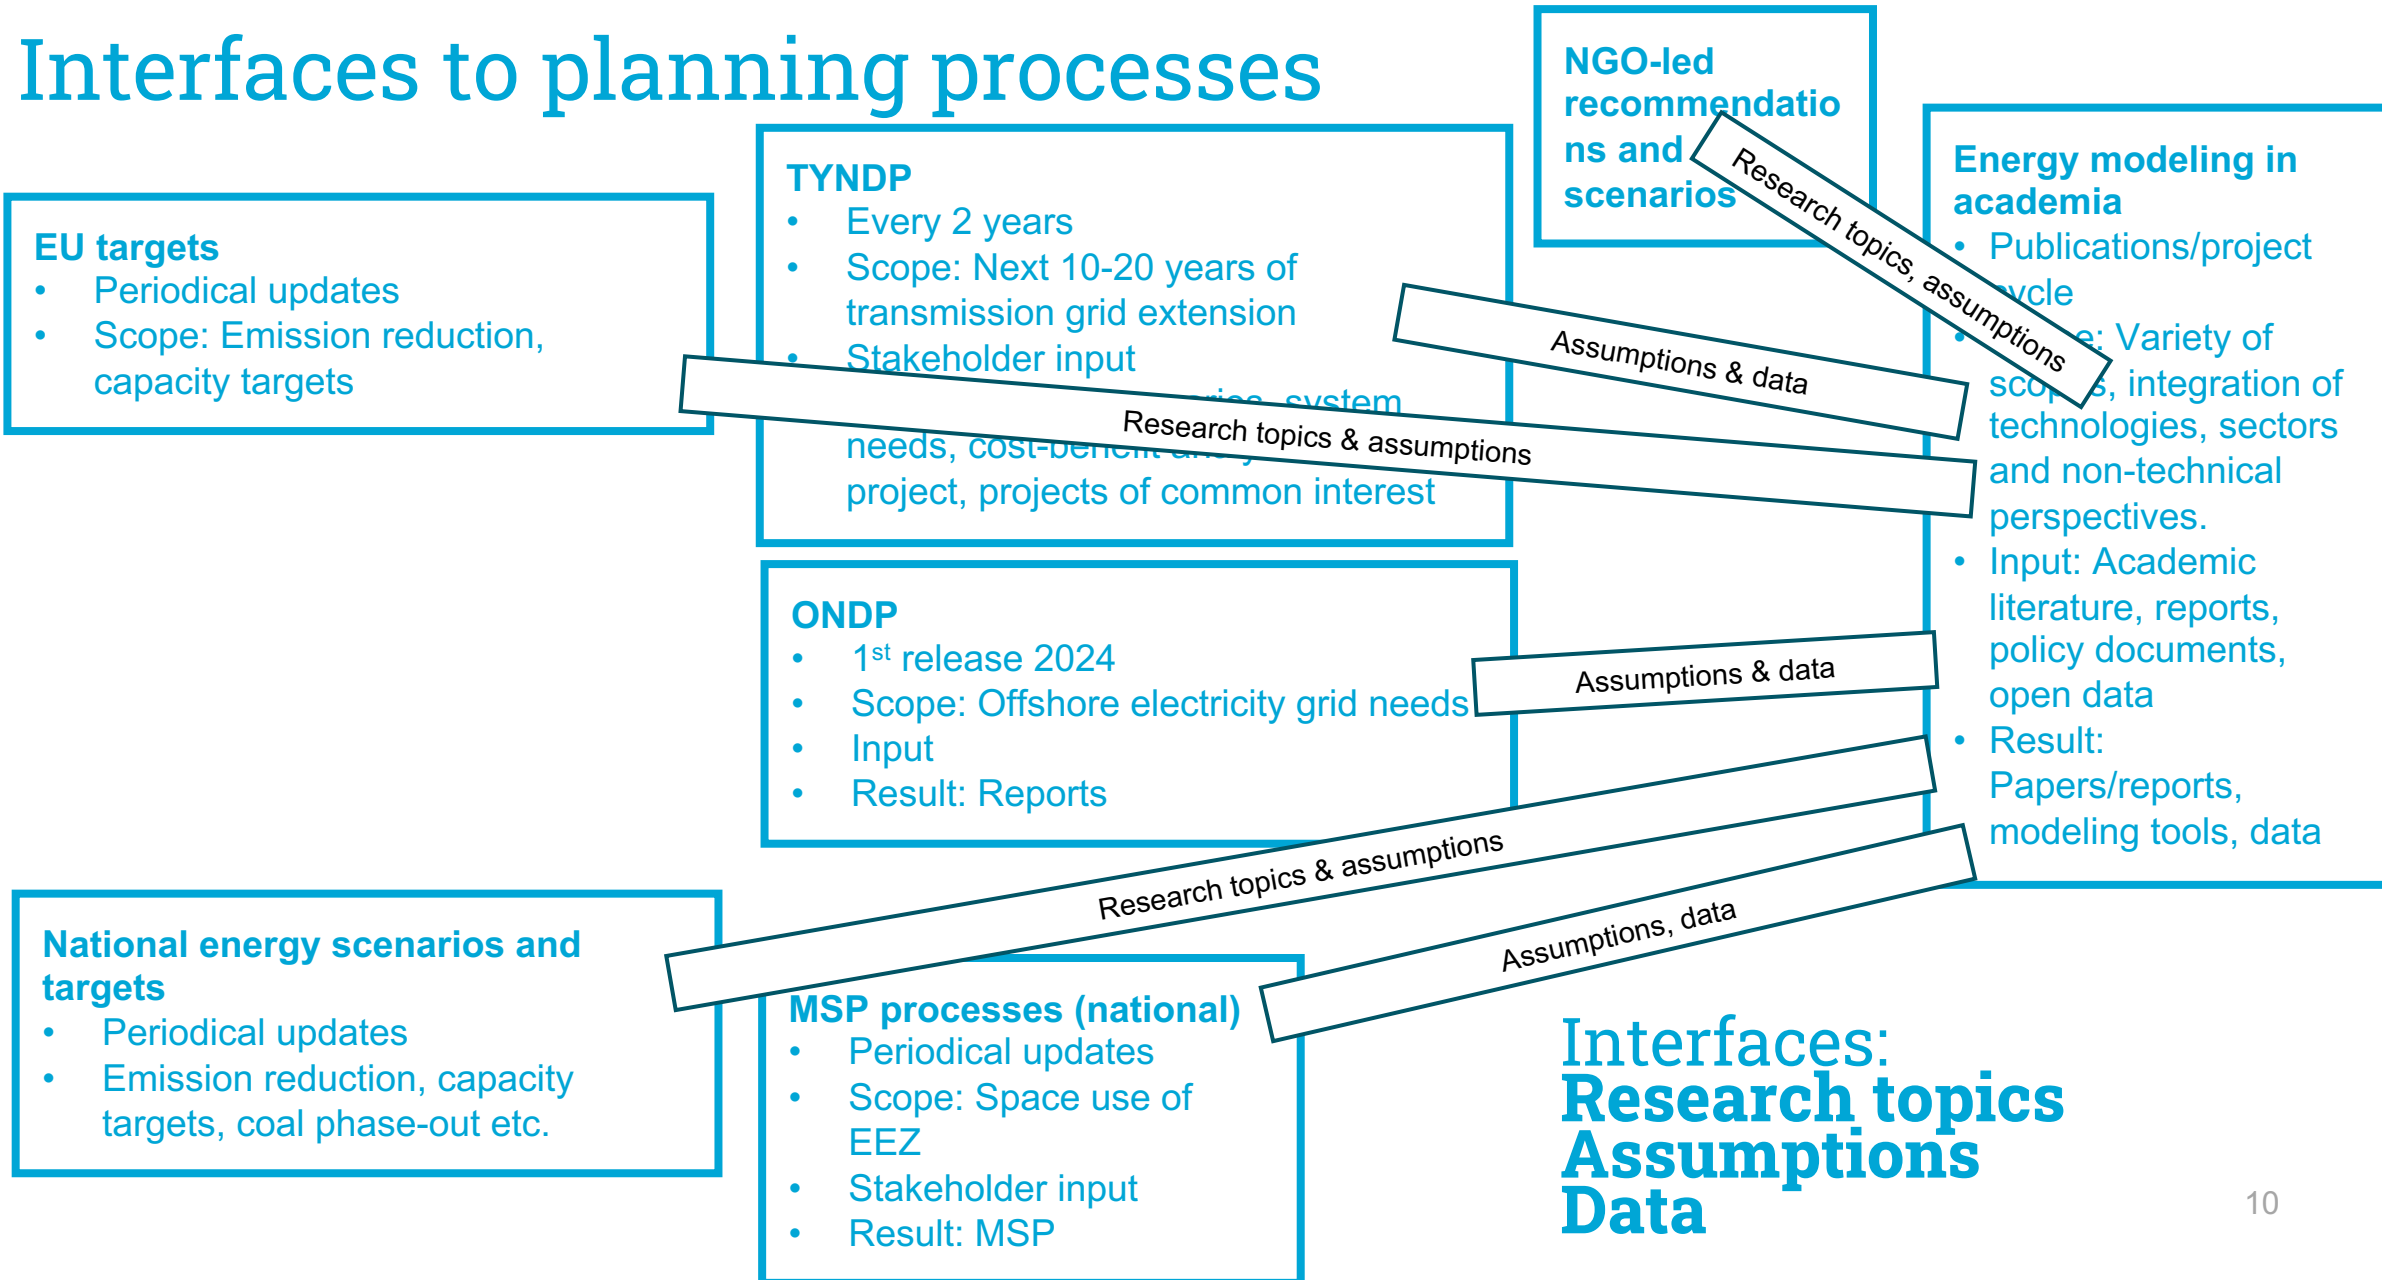 Interfaces to planning processes
EU targets
• Periodical updates
• Scope: Emission reduction,
capacity targets
TYNDP
• Every 2 years
• Scope: Next 10-20 years of
transmission grid extension
• Stakeholder input
system
needs, cost-benefit
project, projects of common interest
ONDP
• 1st release 2024
• Scope: Offshore electricity grid needs
• Input
• Result: Reports
National energy scenarios and
targets
• Periodical updates
• Emission reduction, capacity
targets, coal phase-out etc.
MSP processes (national)
• Periodical updates
• Scope: Space use of
EEZ
• Stakeholder input
• Result: MSP
NGO-led
recommendatio
ns and
scenarios
Energy modeling in
academia
• Publications/project
cycle
• Variety of
scopes, integration of
technologies, sectors
and non-technical
perspectives.
• Input: Academic
literature, reports,
policy documents,
open data
• Result:
Papers/reports,
modeling tools, data
Research topics, assumptions
Assumptions & data
Research topics & assumptions
Assumptions & data
Research topics & assumptions
Assumptions, data
Interfaces:
Research topics
Assumptions
Data
10